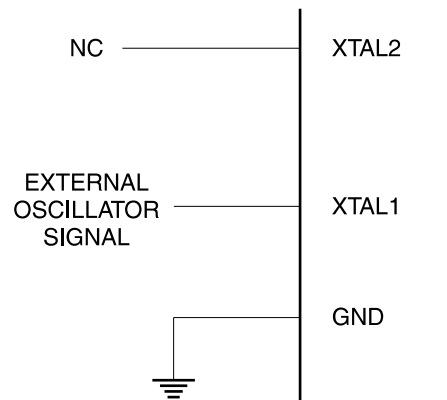 NC
XTAL2
EXTERNAL
OSCILLATOR
SIGNAL
XTAL1
GND